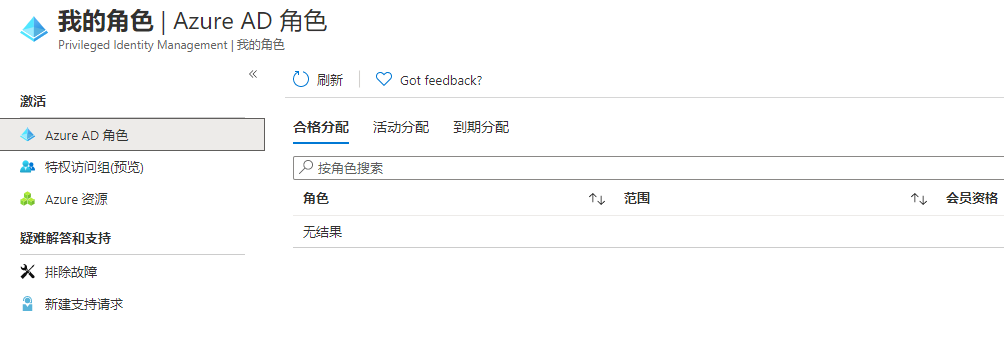 我的角色 | Azure AD 角色
Privileged Identity Management | 我的角色
«
激活
Azure AD 角色
特权访问组(预览)
Azure 资源
疑难解答和支持
排除故障
新建支持请求
刷新
Got feedback?
合格分配 活动分配 到期分配
按角色搜索
角色 ↑↓ 范围 ↑↓ 会员资格
无结果